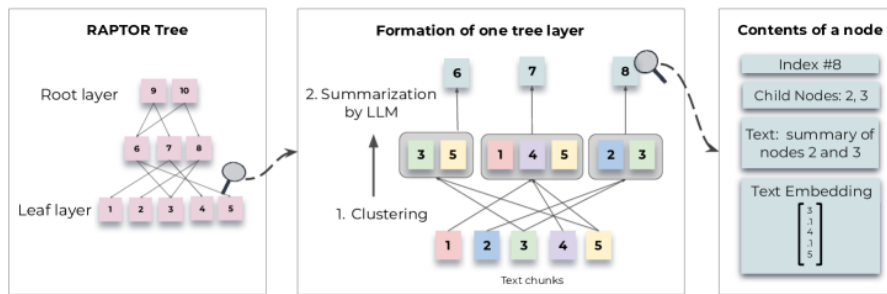 RAPTOR Tree
Root layer
9 10
6 7 8
Leaf layer
1 2 3 4 5
Formation of one tree layer
6 7 8
2. Summarization
by LLM
3 5 1 4 5 2 3
1. Clustering
1 2 3 4 5
Text chunks
Contents of a node
Index #8
Child Nodes: 2, 3
Text: summary of
nodes 2 and 3
Text Embedding
3
.1
4
.1
5